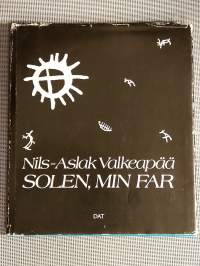 Nils-Aslak Valkeapää
SOLEN, MIN FAR
DAT